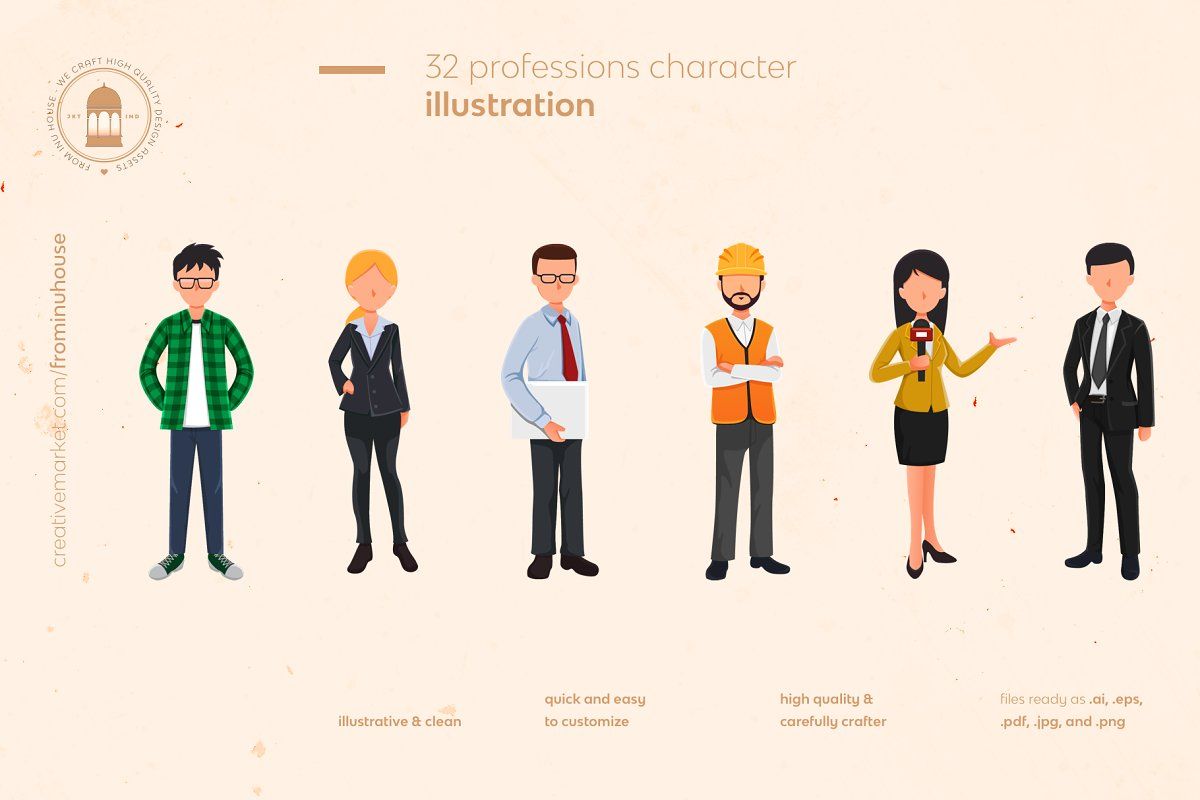 FROM INU HOUSE . WE CRAFT HIGH QUALITY DESIGN ASSETS
JKT IND
32 professions character
illustration
creativemarket.com/frominuhouse
illustrative & clean
quick and easy
to customize
high quality &
carefully crafter
files ready as .ai, .eps,
.pdf, .jpg, and .png